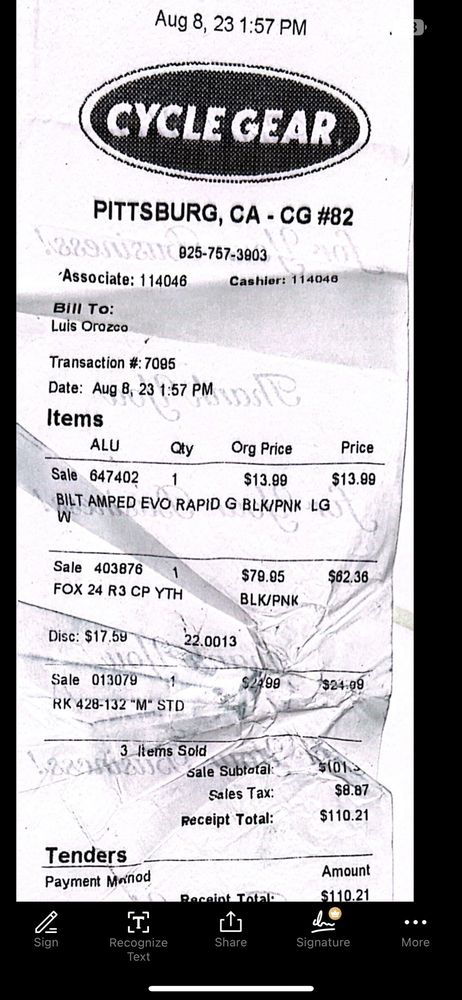 Aug 8, 23 1:57 PM
CYCLE GEAR
PITTSBURG, CA - CG #82
925-757-3903
Associate: 114046 Cashier: 114046
Bill To:
Luis Orozco
Transaction #: 7095
Date: Aug 8, 23 1:57 PM
Items
ALU Qty Org Price Price
Sale 647402 1 $13.99 $13.99
BILT AMPED EVO RAPID G BLK/PNK LG
W
Sale 403876 1 $79.95 $62.36
FOX 24 R3 CP YTH BLK/PNK
Disc: $17.59 22.0013
Sale 013079 1 $24.99 $24.99
RK 428-132 "M" STD
3 Items Sold
Sale Subtotal:
Sales Tax: $8.87
Receipt Total: $110.21
Tenders
Payment Method Amount
Receipt Total: $110.21
Sign
Recognize
Text
Share
Signature
More